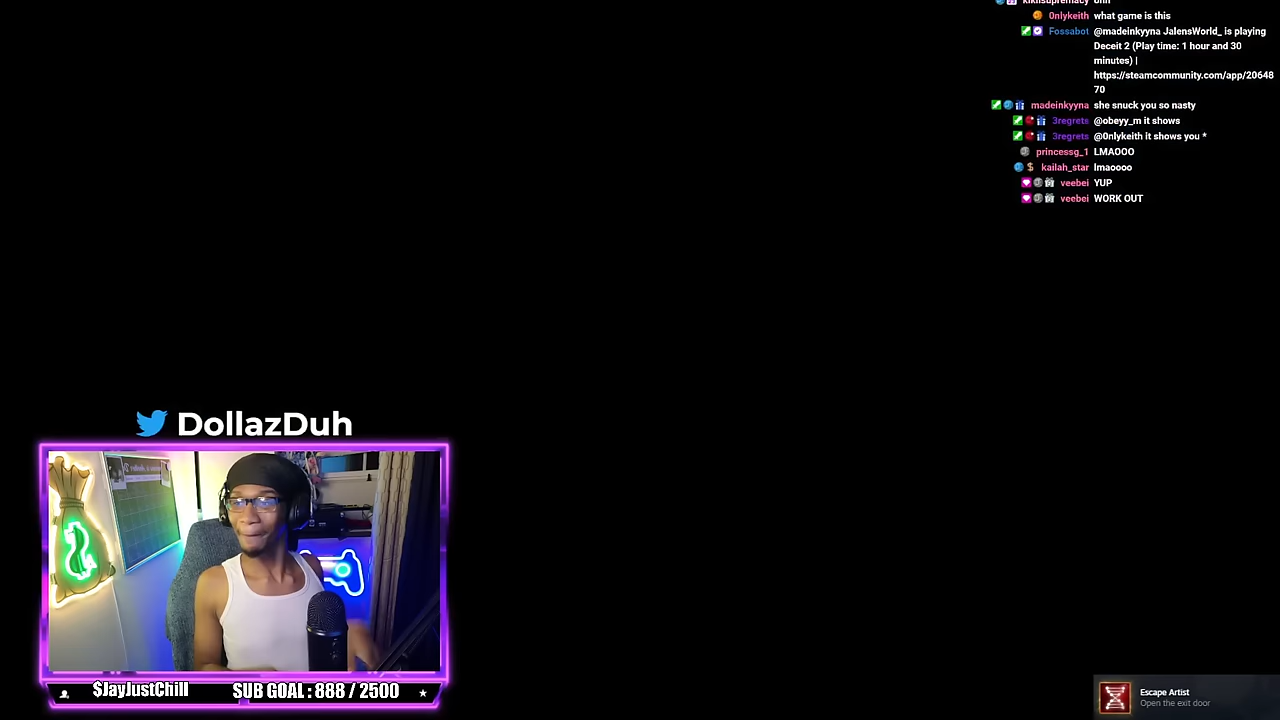 0nlykeith what game is this
Fossabot @madeinkyyna JalensWorld_ is playing
Deceit 2 (Play time: 1 hour and 30
minutes) |
https://steamcommunity.com/app/20648
70
madeinkyyna she snuck you so nasty
3regrets @obeyy_m it shows
3regrets @0nlykeith it shows you *
princessg_1 LMAOOO
kailah_star lmaoooo
veebei YUP
veebei WORK OUT
DollazDuh
$JayJustChill SUB GOAL : 888 / 2500
Escape Artist
Open the exit door